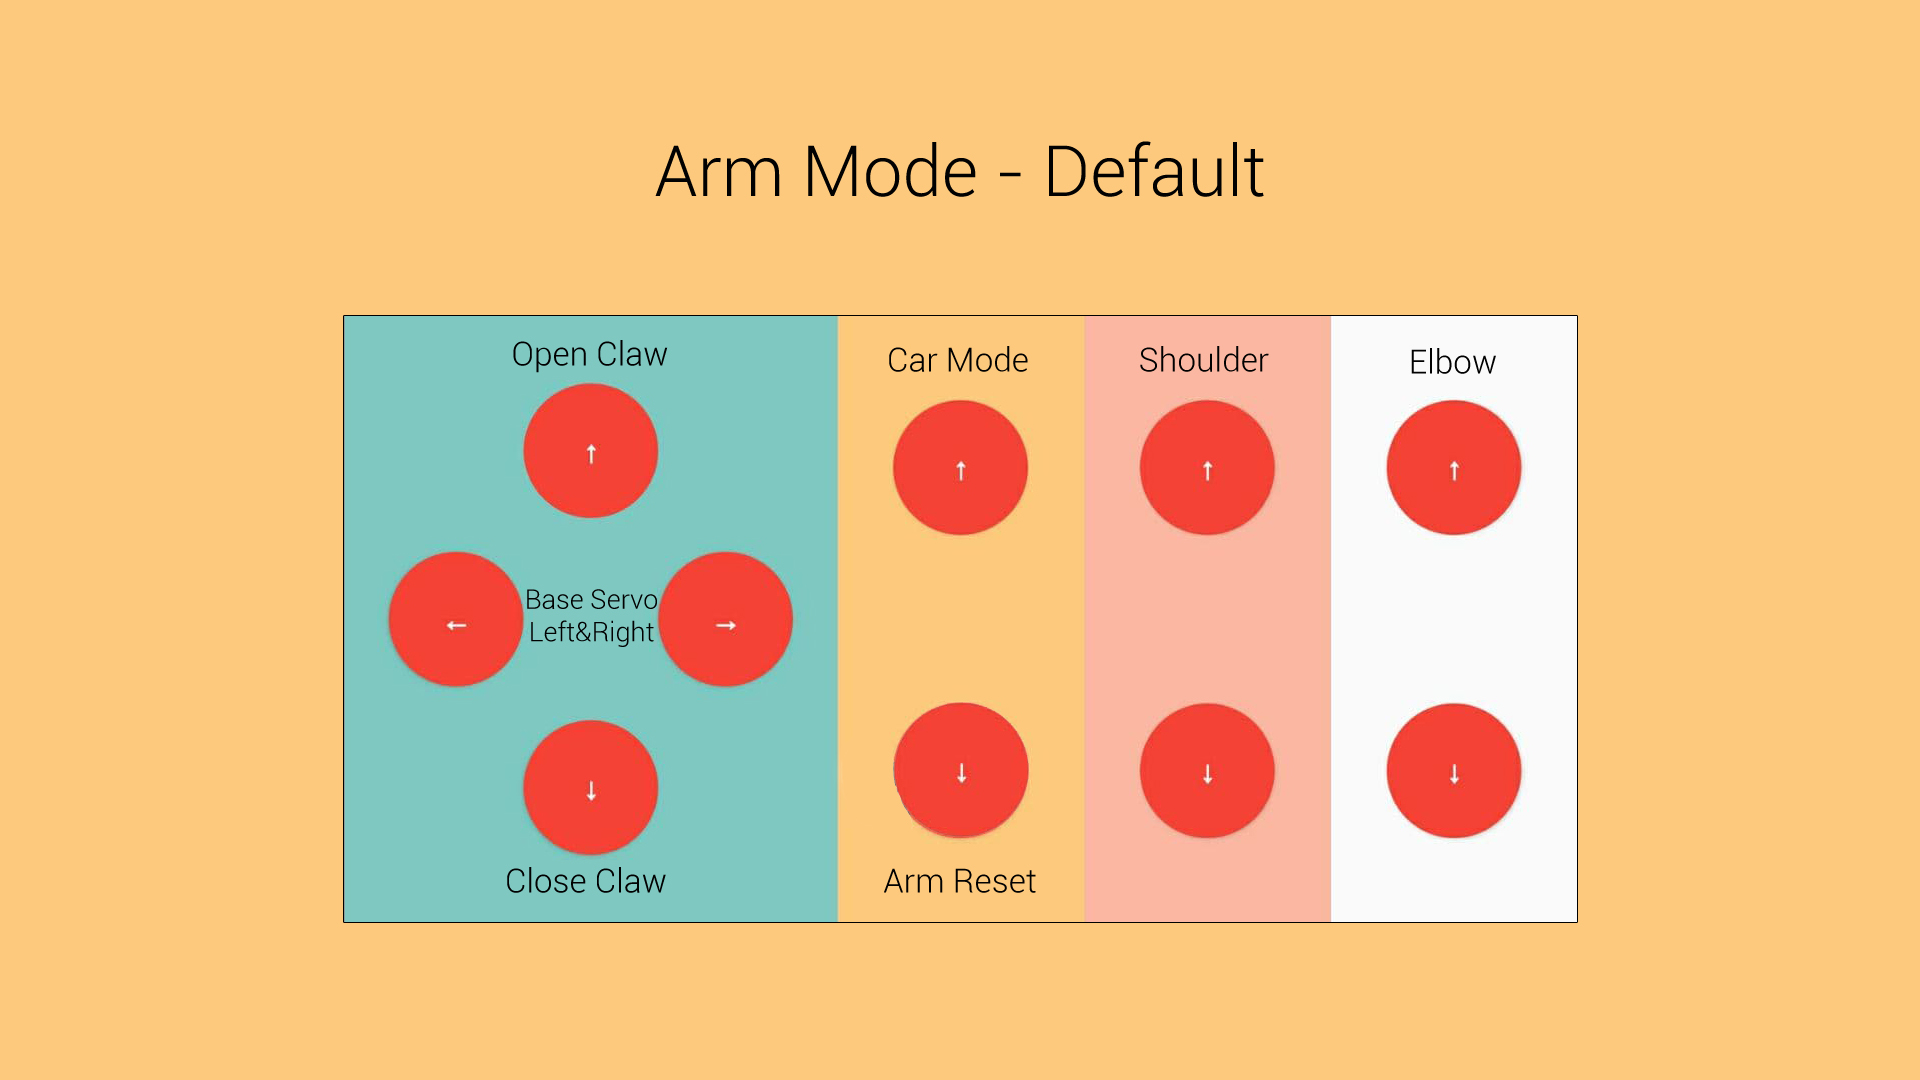 Arm Mode - Default
Open Claw
Car Mode
Shoulder
Elbow
↑
↑
↑
↑
Base Servo
Left&Right
←
→
↓
↓
↓
↓
Close Claw
Arm Reset